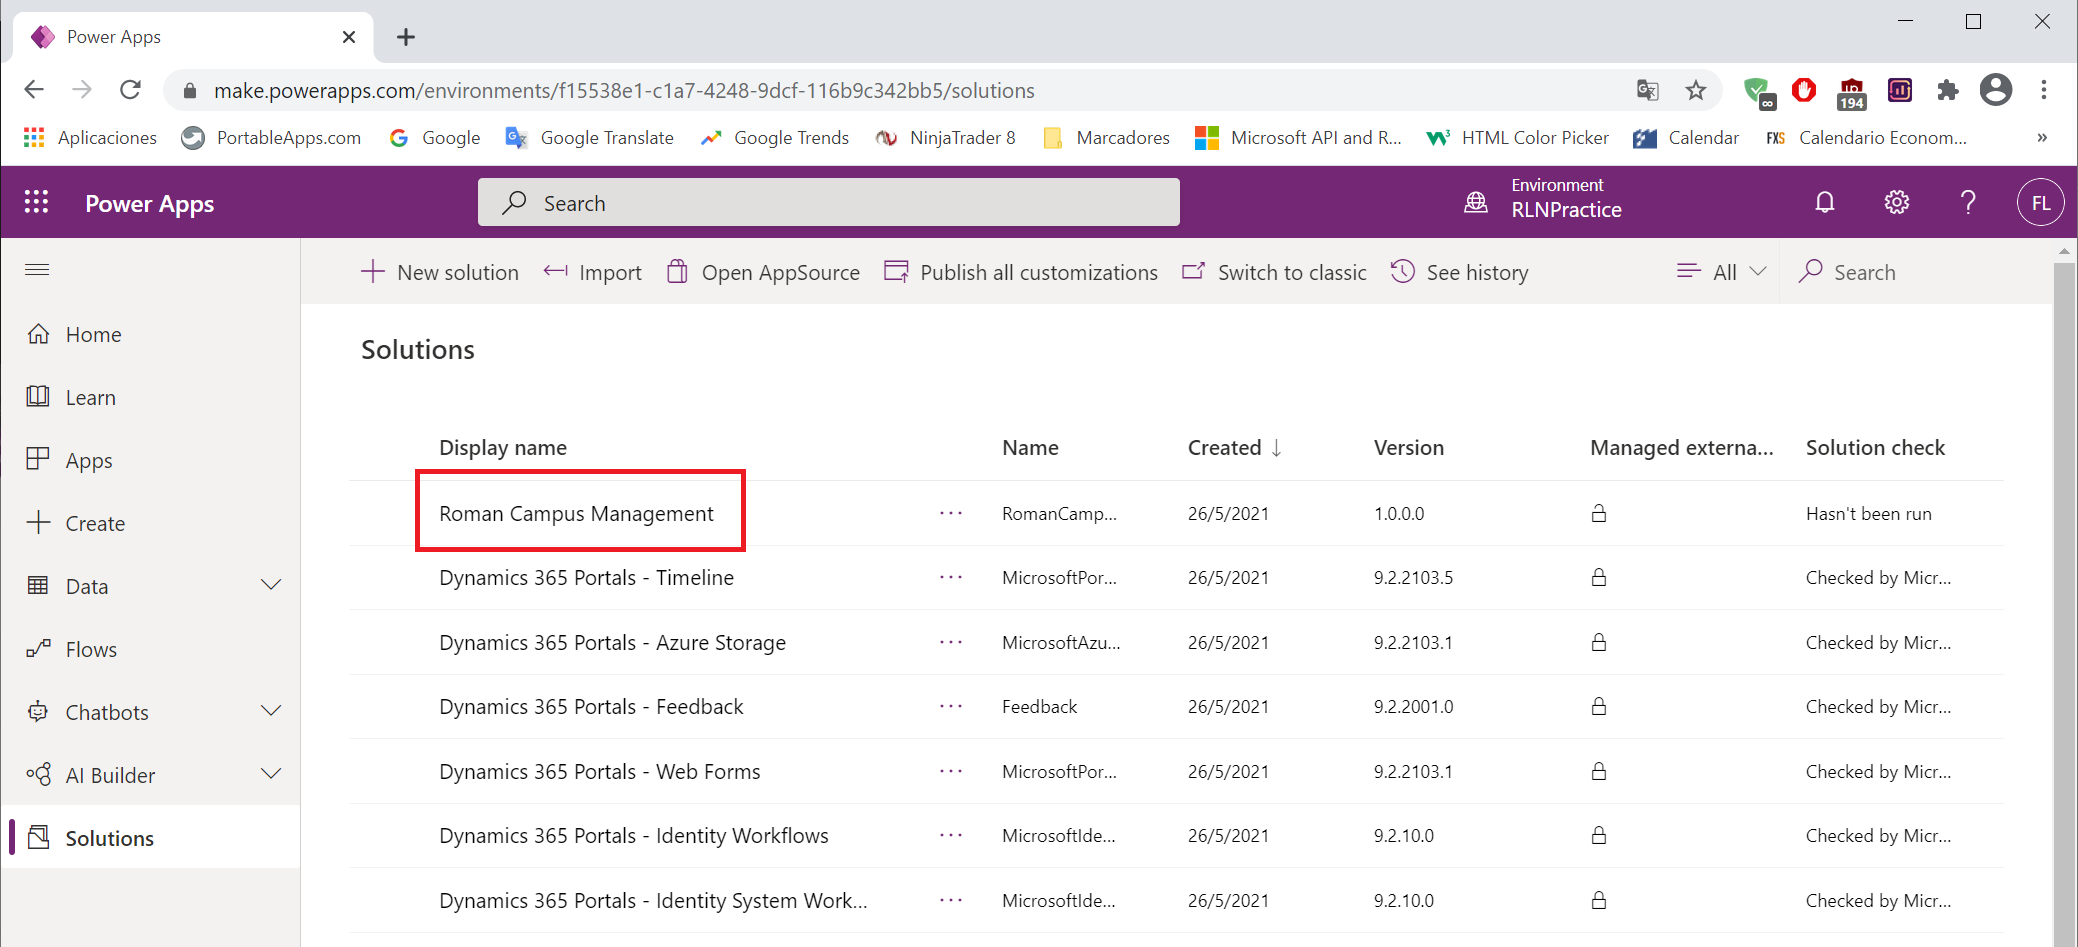 Power Apps
make.powerapps.com/environments/f15538e1-c1a7-4248-9dcf-116b9c342bb5/solutions
194
Aplicaciones PortableApps.com Google Google Translate Google Trends NinjaTrader 8 Marcadores Microsoft API and R... HTML Color Picker Calendar FXS Calendario Econom... »
Power Apps Search Environment
RLNPractice ? FL
New solution Import Open AppSource Publish all customizations Switch to classic See history All Search
Home
Learn
Apps
Create
Data
Flows
Chatbots
AI Builder
Solutions
Solutions
Display name Name Created ↓ Version Managed externa... Solution check
Roman Campus Management ... RomanCamp... 26/5/2021 1.0.0.0 Hasn't been run
Dynamics 365 Portals - Timeline ... MicrosoftPor... 26/5/2021 9.2.2103.5 Checked by Micr...
Dynamics 365 Portals - Azure Storage ... MicrosoftAzu... 26/5/2021 9.2.2103.1 Checked by Micr...
Dynamics 365 Portals - Feedback ... Feedback 26/5/2021 9.2.2001.0 Checked by Micr...
Dynamics 365 Portals - Web Forms ... MicrosoftPor... 26/5/2021 9.2.2103.1 Checked by Micr...
Dynamics 365 Portals - Identity Workflows ... MicrosoftIde... 26/5/2021 9.2.10.0 Checked by Micr...
Dynamics 365 Portals - Identity System Work... ... MicrosoftIde... 26/5/2021 9.2.10.0 Checked by Micr...